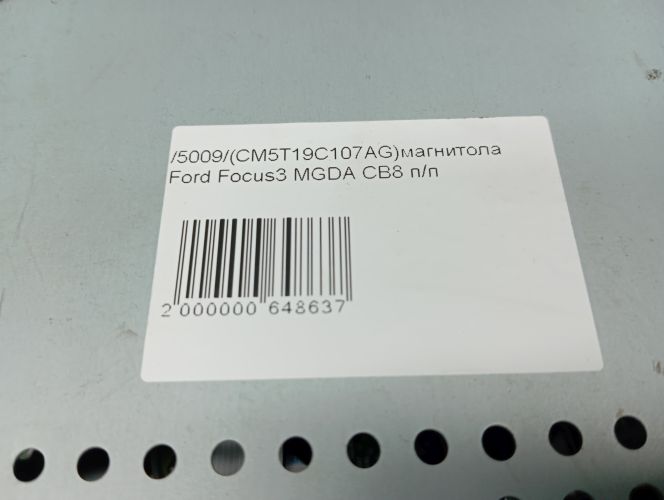 /5009/(CM5T19C107AG)магнитола
Ford Focus3 MGDA CB8 п/п
2 000000 648637